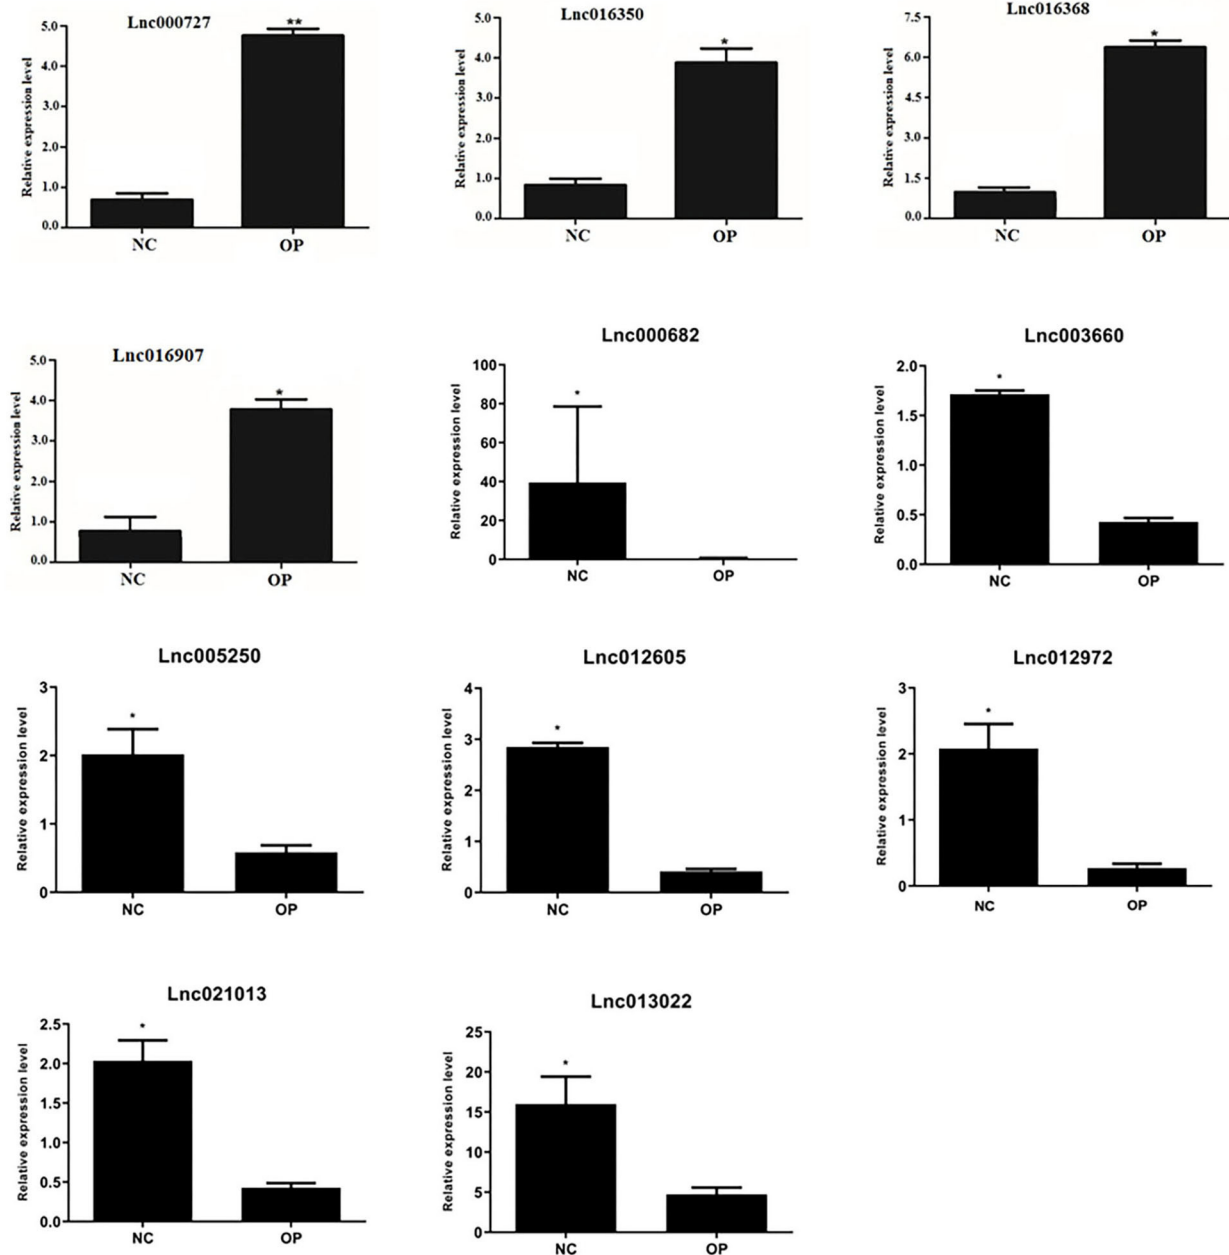 Lnc000727
Relative expression level
5.0
4.0
3.0
2.0
1.0
0.0
**
NC
OP
Lnc016350
Relative expression level
5.0
4.0
3.0
2.0
1.0
0.0
*
NC
OP
Lnc016368
Relative expression level
7.5
6.0
4.5
3.0
1.5
0.0
*
NC
OP
Lnc016907
Relative expression level
5.0
4.0
3.0
2.0
1.0
0.0
*
NC
OP
Lnc000682
Relative expression level
100
80
60
40
20
0
*
NC
OP
Lnc003660
Relative expression level
2.0
1.5
1.0
0.5
0.0
*
NC
OP
Lnc005250
Relative expression level
3
2
1
0
*
NC
OP
Lnc012605
Relative expression level
4
3
2
1
0
*
NC
OP
Lnc012972
Relative expression level
3
2
1
0
*
NC
OP
Lnc021013
Relative expression level
2.5
2.0
1.5
1.0
0.5
0.0
*
NC
OP
Lnc013022
Relative expression level
25
20
15
10
5
0
*
NC
OP